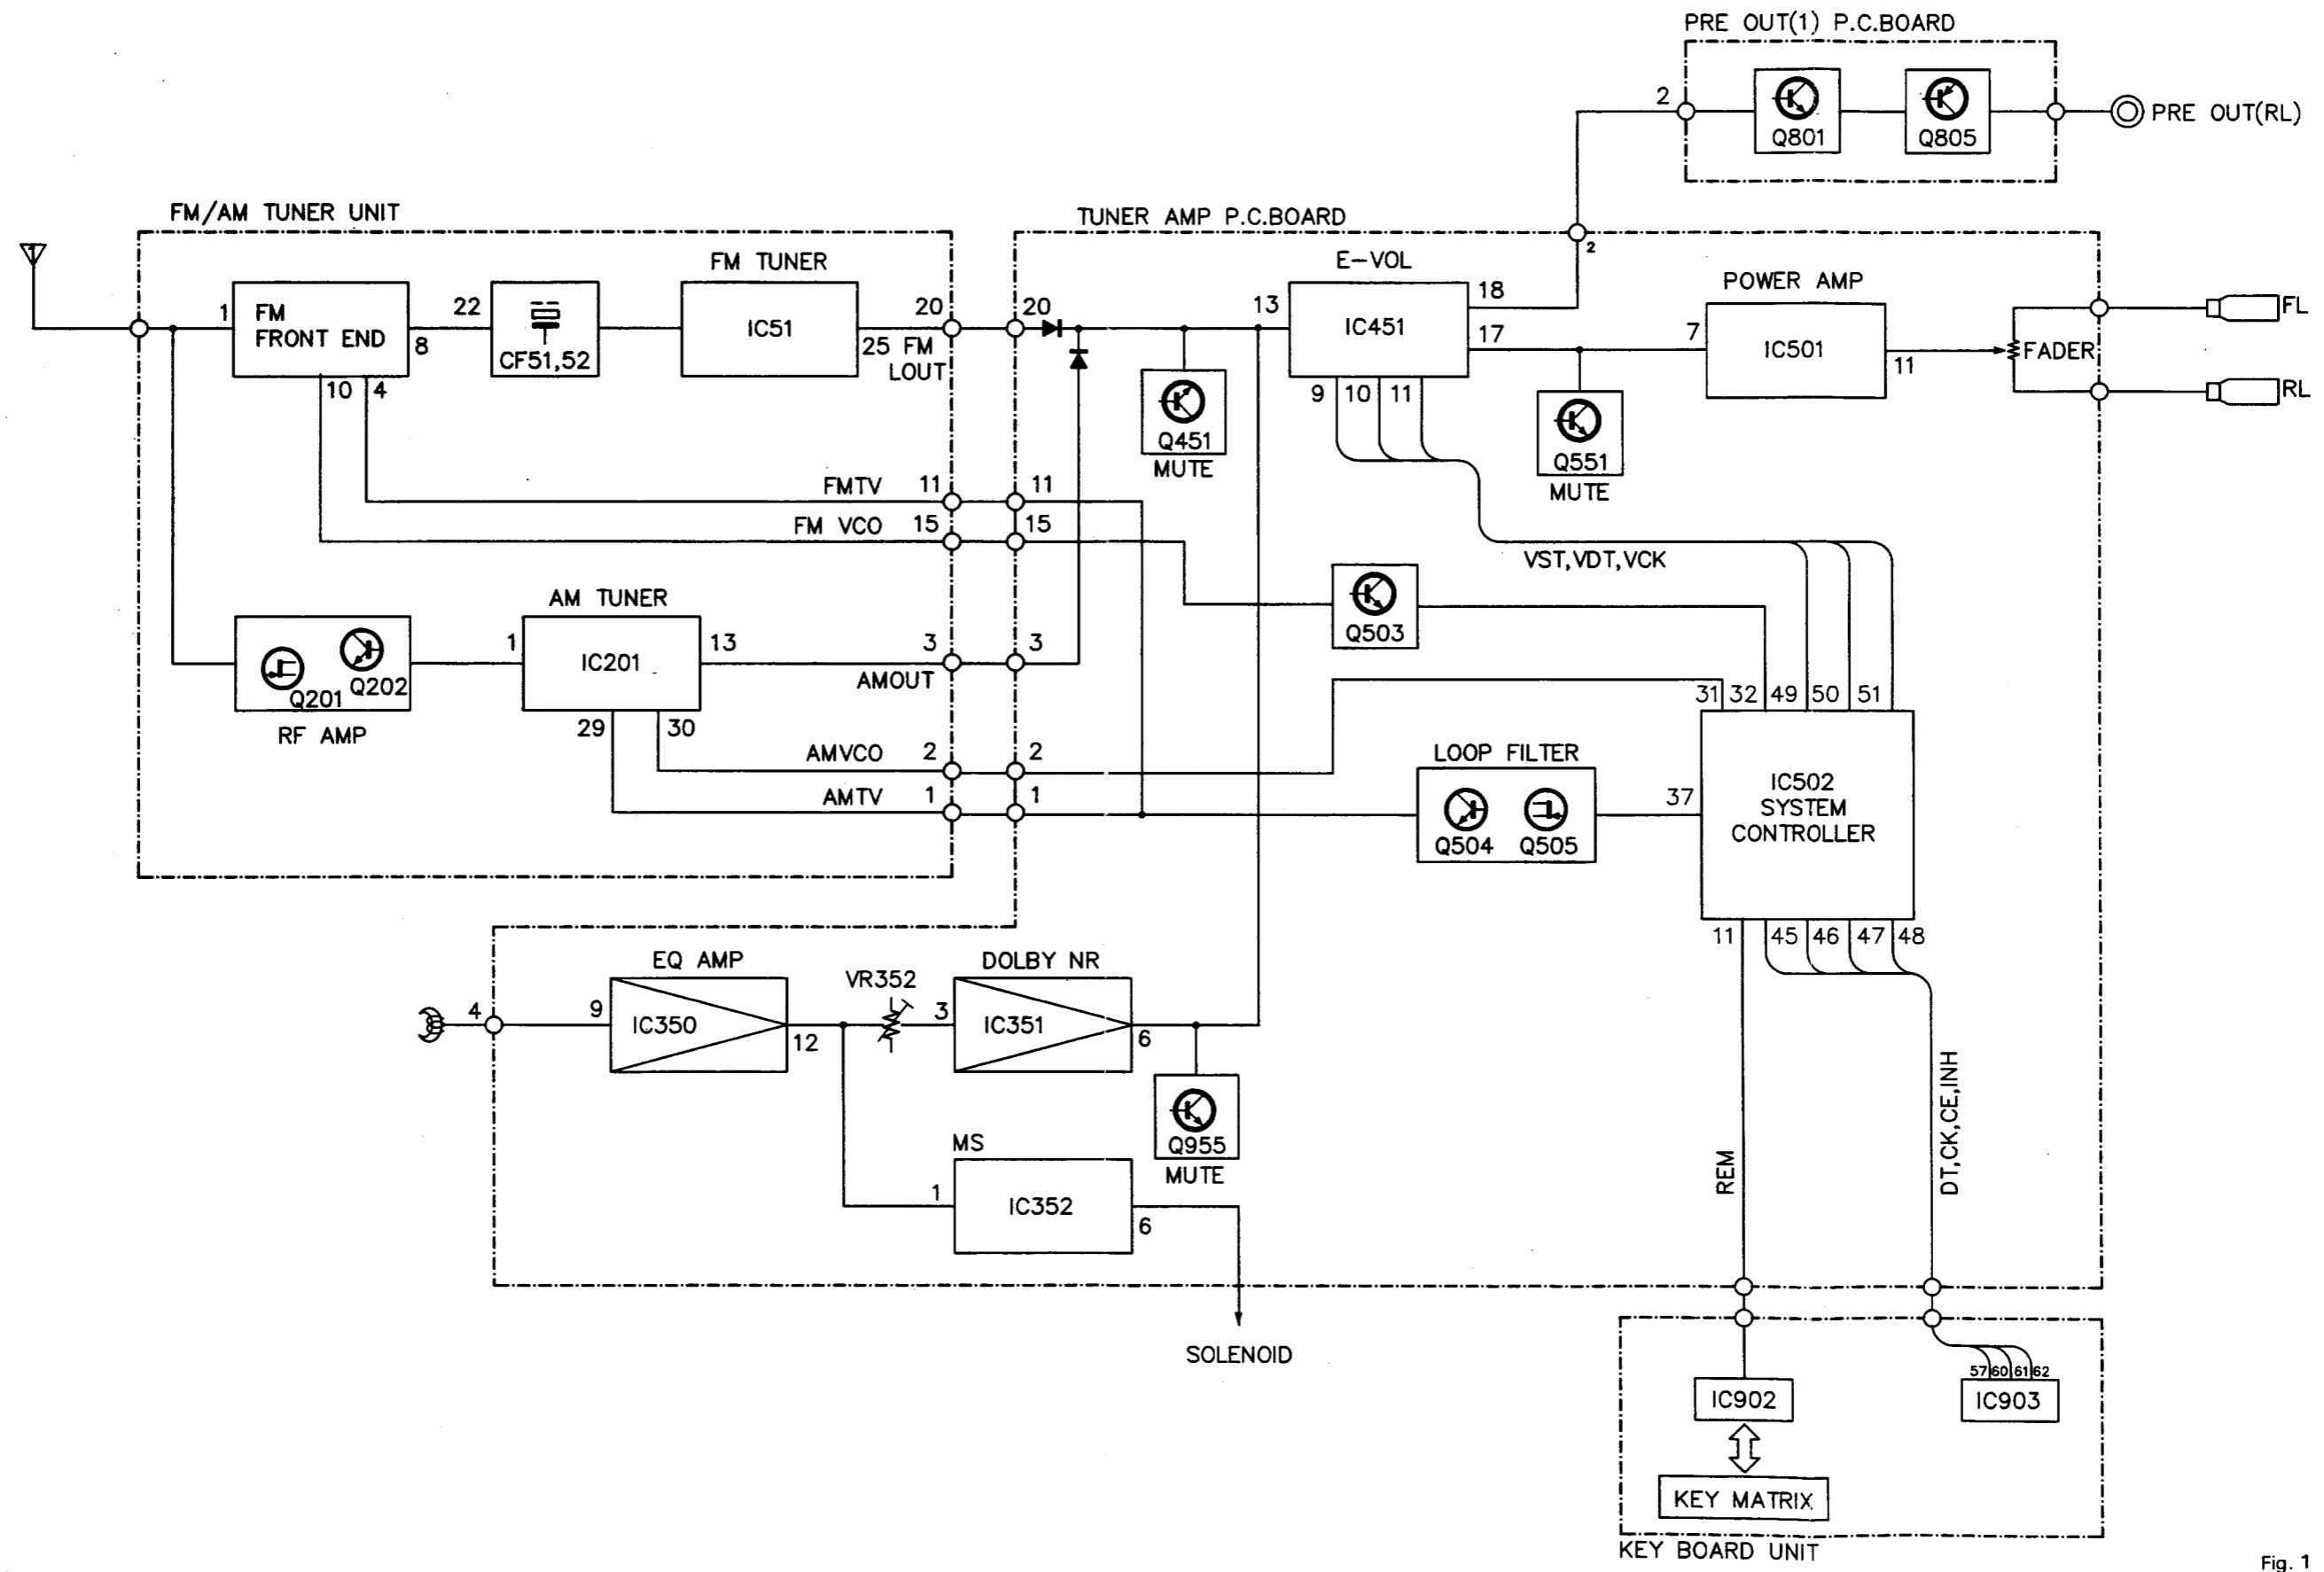 PRE OUT(1) P.C.BOARD
2
Q801
Q805
PRE OUT(RL)
FM/AM TUNER UNIT
TUNER AMP P.C.BOARD
2
FM TUNER
E-VOL
POWER AMP
1
FM
FRONT END
22
8
CF51,52
IC51
20
25 FM
LOUT
20
13
IC451
18
17
7
IC501
11
FADER
FL
RL
10
4
Q451
MUTE
9
10
11
Q551
MUTE
FMTV
11
11
FM VCO
15
15
VST,VDT,VCK
AM TUNER
Q503
Q201
Q202
RF AMP
1
IC201
13
3
3
AMOUT
29
30
31
32
49
50
51
AMVCO
2
2
AMTV
1
1
LOOP FILTER
Q504
Q505
37
IC502
SYSTEM
CONTROLLER
11
45
46
47
48
EQ AMP
VR352
DOLBY NR
4
9
IC350
12
3
IC351
6
Q955
MUTE
MS
1
IC352
6
REM
DT,CK,CE,INH
SOLENOID
57
60
61
62
IC902
IC903
KEY MATRIX
KEY BOARD UNIT
Fig. 1